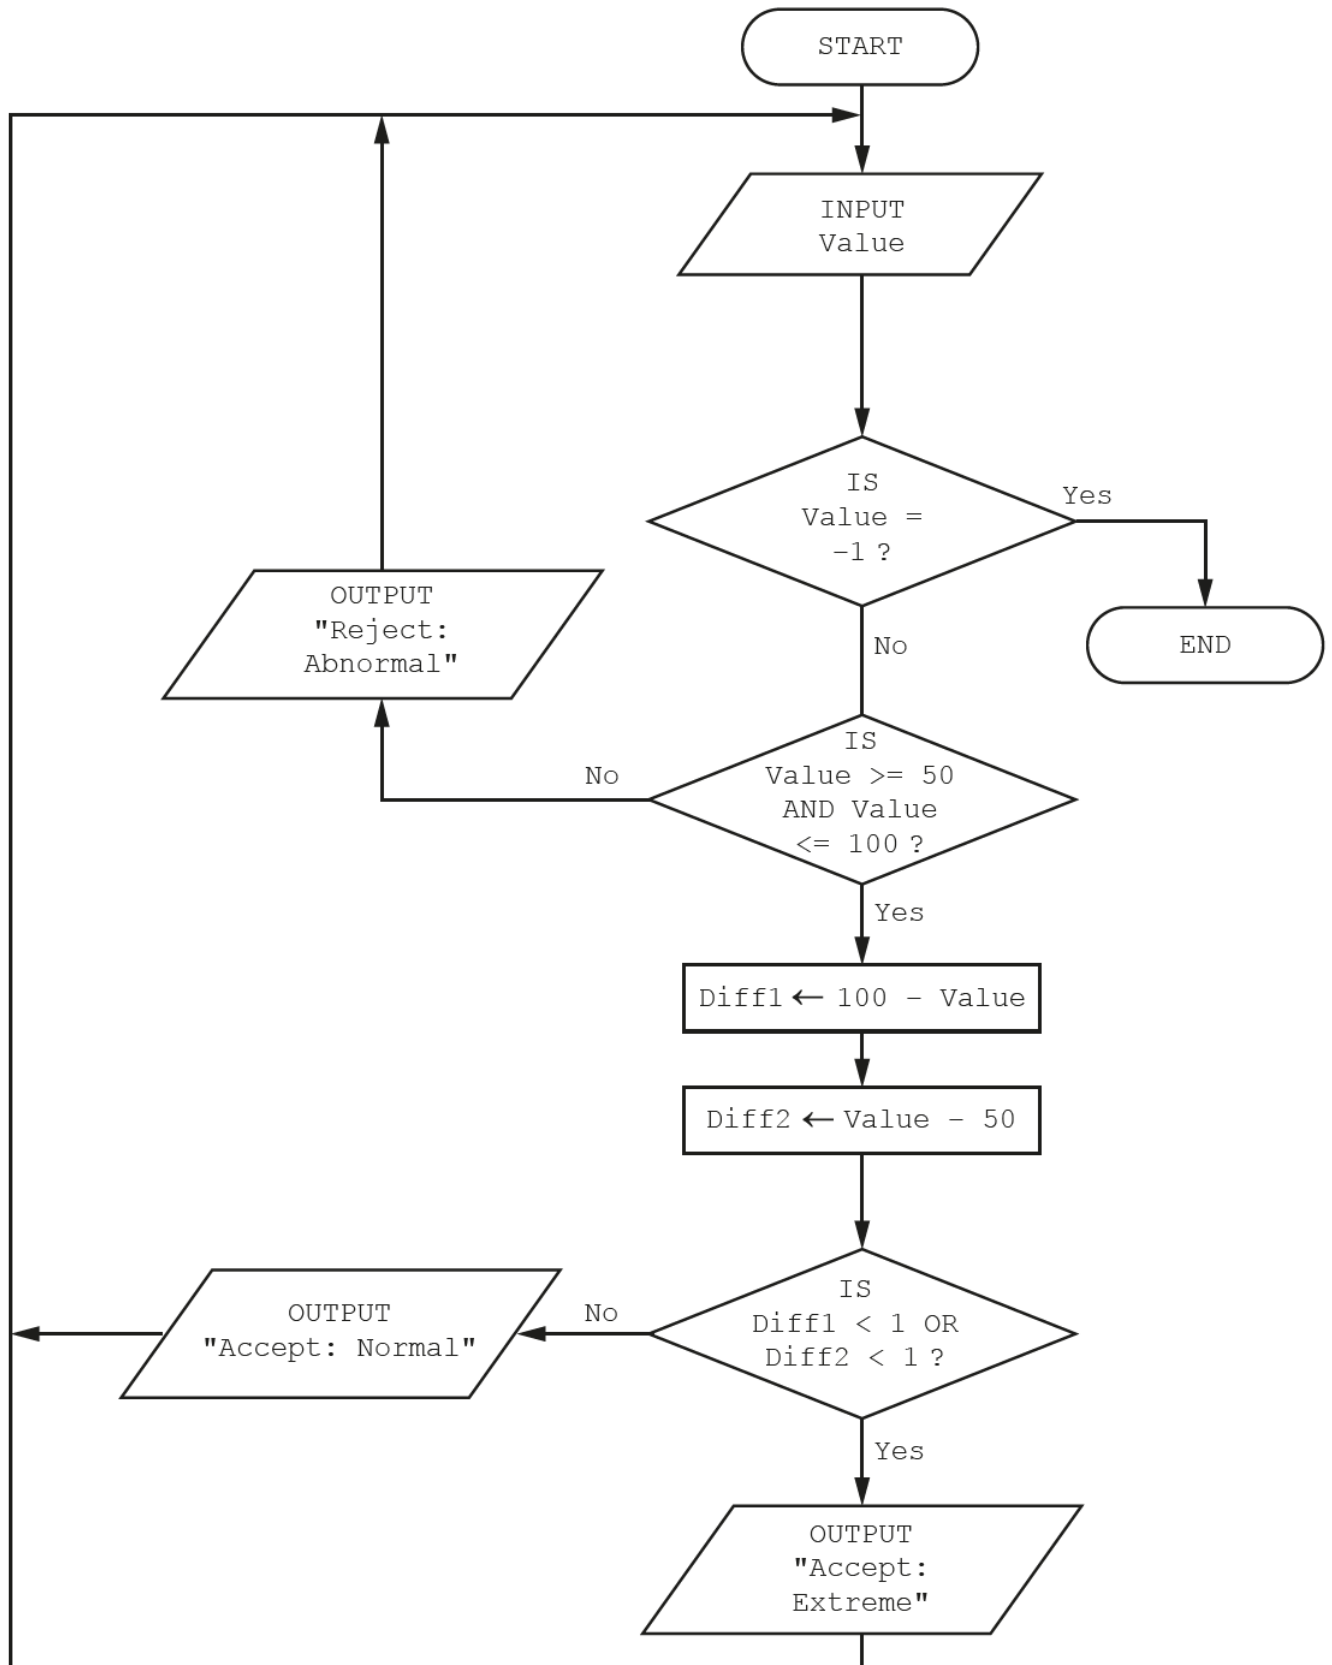 START
INPUT
Value
IS
Value =
–1 ?
Yes
END
No
OUTPUT
"Reject:
Abnormal"
No
IS
Value >= 50
AND Value
<= 100 ?
Yes
Diff1 ← 100 – Value
Diff2 ← Value – 50
IS
Diff1 < 1 OR
Diff2 < 1 ?
No
OUTPUT
"Accept: Normal"
Yes
OUTPUT
"Accept:
Extreme"